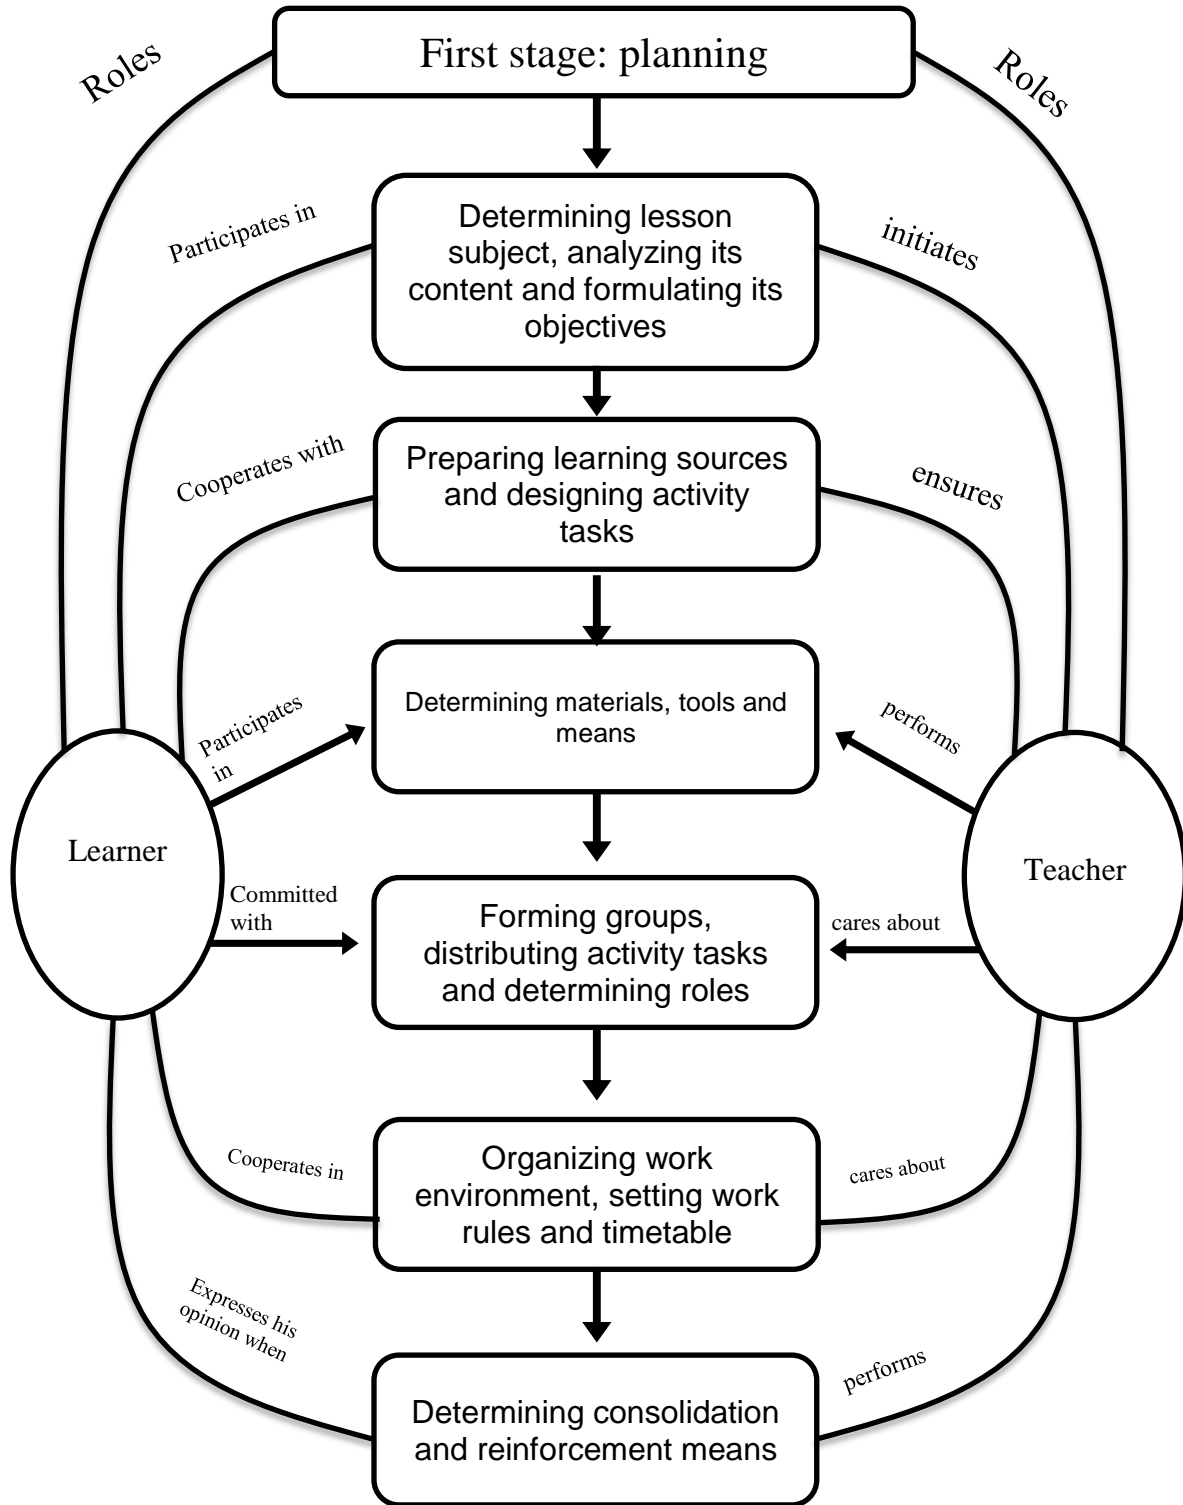 Roles
First stage: planning
Roles
Participates in
Determining lesson
subject, analyzing its
content and formulating its
objectives
initiates
Cooperates with
Preparing learning sources
and designing activity
tasks
ensures
Participates
in
Determining materials, tools and
means
performs
Learner
Teacher
Committed
with
Forming groups,
distributing activity tasks
and determining roles
cares about
Cooperates in
Organizing work
environment, setting work
rules and timetable
cares about
Expresses his
opinion when
Determining consolidation
and reinforcement means
performs